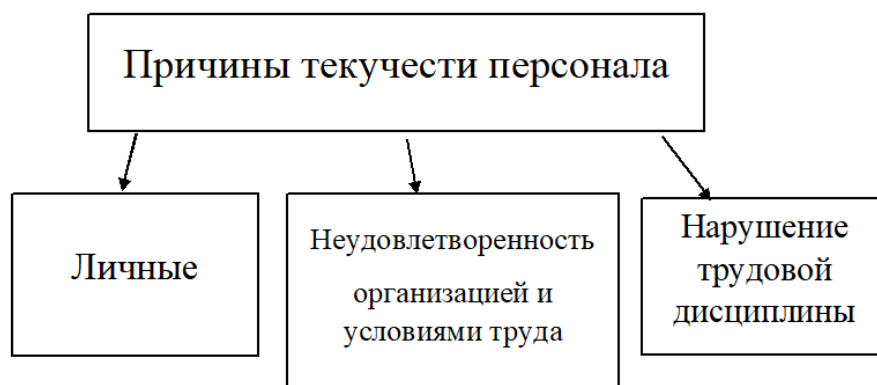 Причины текучести персонала
Личные
Неудовлетворенность
организацией и
условиями труда
Нарушение
трудовой
дисциплины